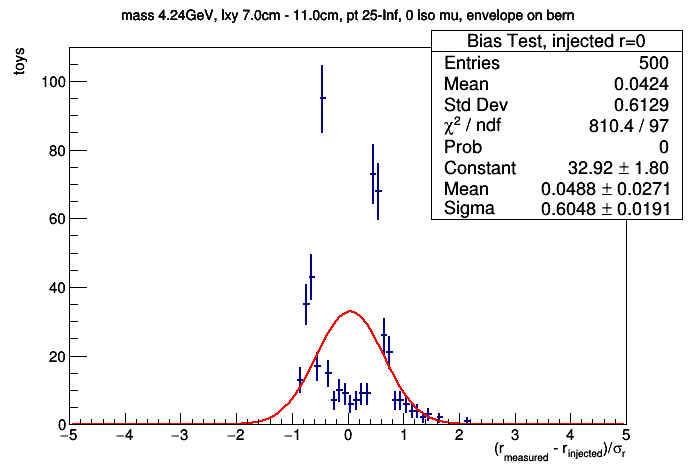 mass 4.24GeV, lxy 7.0cm - 11.0cm, pt 25-Inf, 0 Iso mu, envelope on bern
Bias Test, injected r=0
Entries 500
Mean 0.0424
Std Dev 0.6129
χ² / ndf 810.4 / 97
Prob 0
Constant 32.92 ± 1.80
Mean 0.0488 ± 0.0271
Sigma 0.6048 ± 0.0191
toys
100
80
60
40
20
0
−5 −4 −3 −2 −1 0 1 2 3 4 5
(r_measured - r_injected)/σ_r